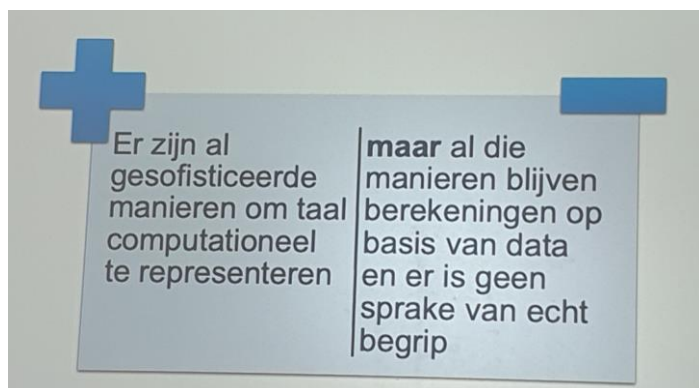 Er zijn al
gesofisticeerde
manieren om taal
computationeel
te representeren
maar al die
manieren blijven
berekeningen op
basis van data
en er is geen
sprake van echt
begrip